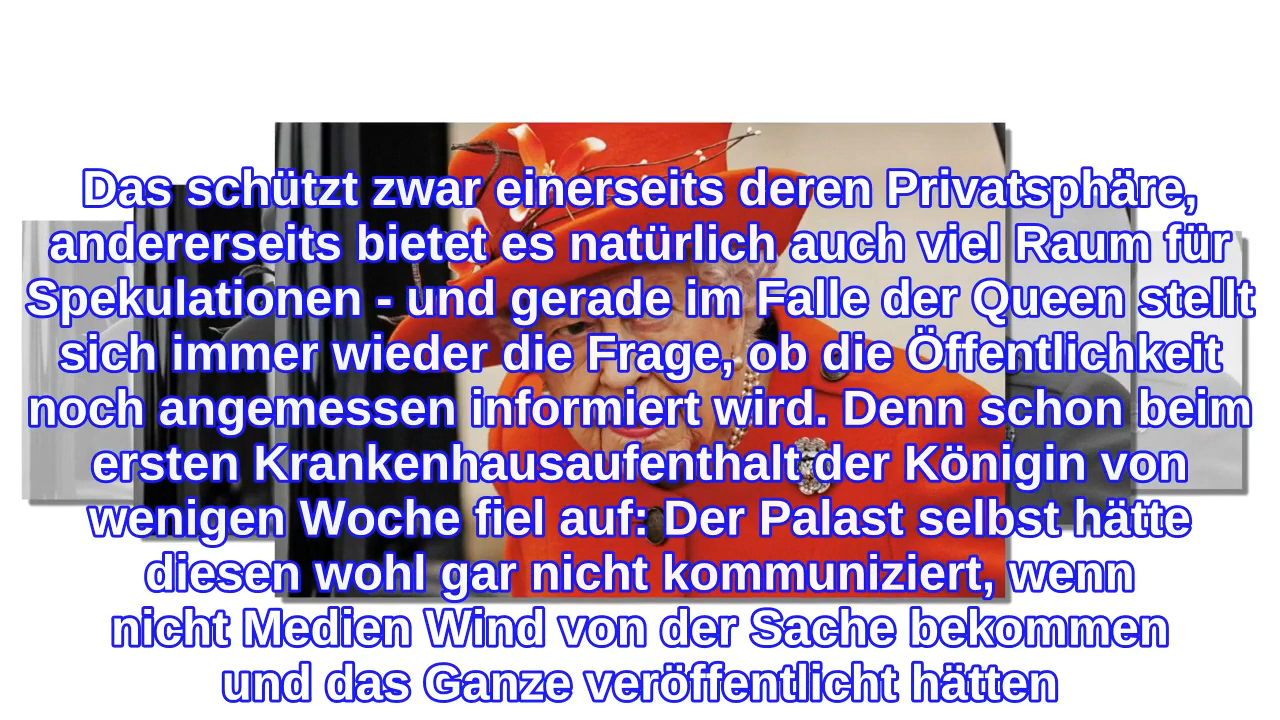 Das schützt zwar einerseits deren Privatsphäre,
andererseits bietet es natürlich auch viel Raum für
Spekulationen - und gerade im Falle der Queen stellt
sich immer wieder die Frage, ob die Öffentlichkeit
noch angemessen informiert wird. Denn schon beim
ersten Krankenhausaufenthalt der Königin von
wenigen Woche fiel auf: Der Palast selbst hätte
diesen wohl gar nicht kommuniziert, wenn
nicht Medien Wind von der Sache bekommen
und das Ganze veröffentlicht hätten